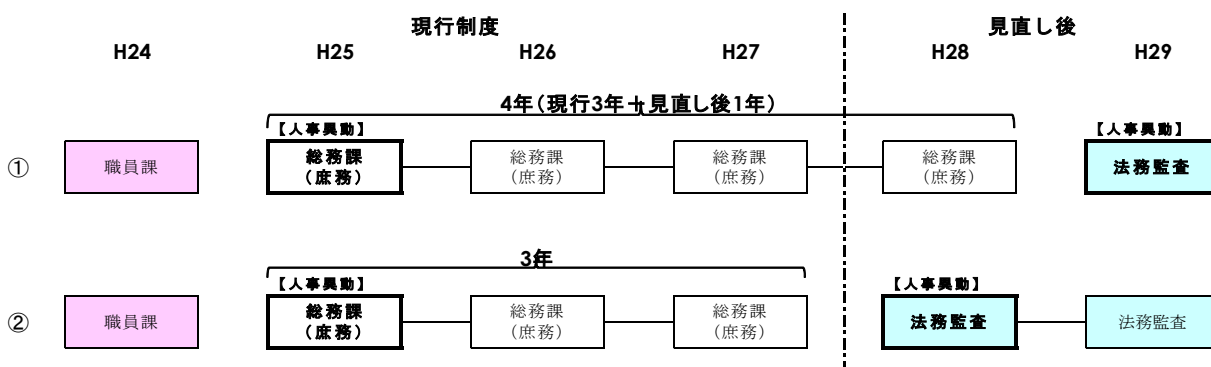 現行制度 見直し後
H24 H25 H26 H27 H28 H29
4年（現行3年＋見直し後1年）
【人事異動】 【人事異動】
① 職員課 総務課 総務課 総務課 総務課 法務監査
（庶務） （庶務） （庶務） （庶務）
3年
【人事異動】 【人事異動】
② 職員課 総務課 総務課 総務課 法務監査 法務監査
（庶務） （庶務） （庶務）